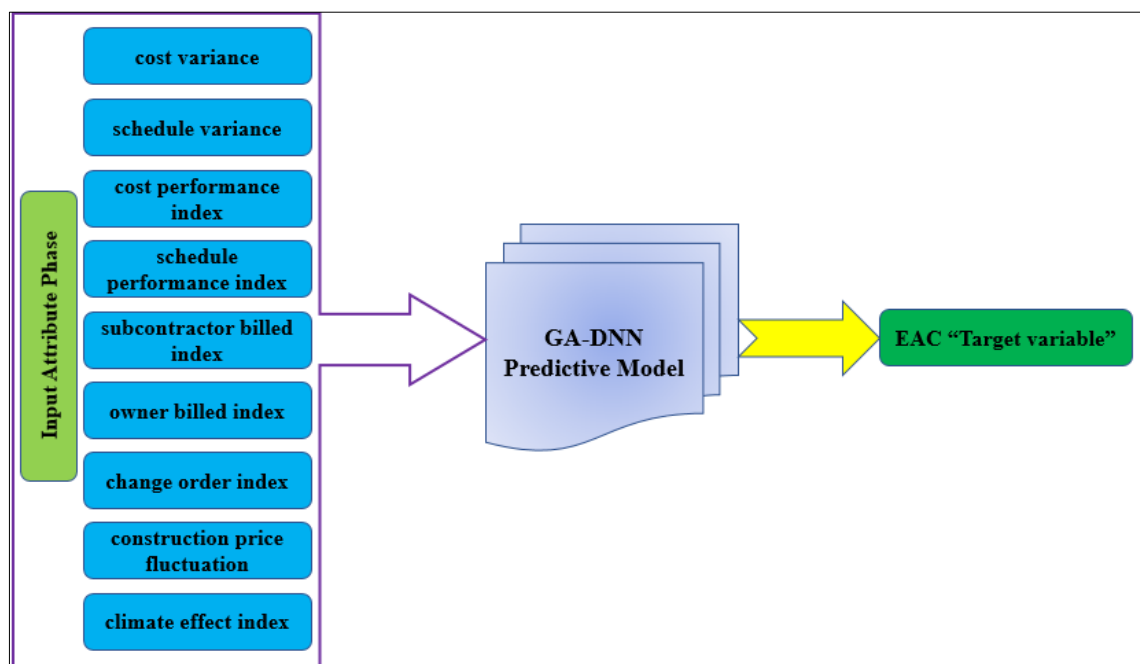 Input Attribute Phase
cost variance
schedule variance
cost performance
index
schedule
performance index
subcontractor billed
index
owner billed index
change order index
construction price
fluctuation
climate effect index
GA-DNN
Predictive Model
EAC “Target variable”